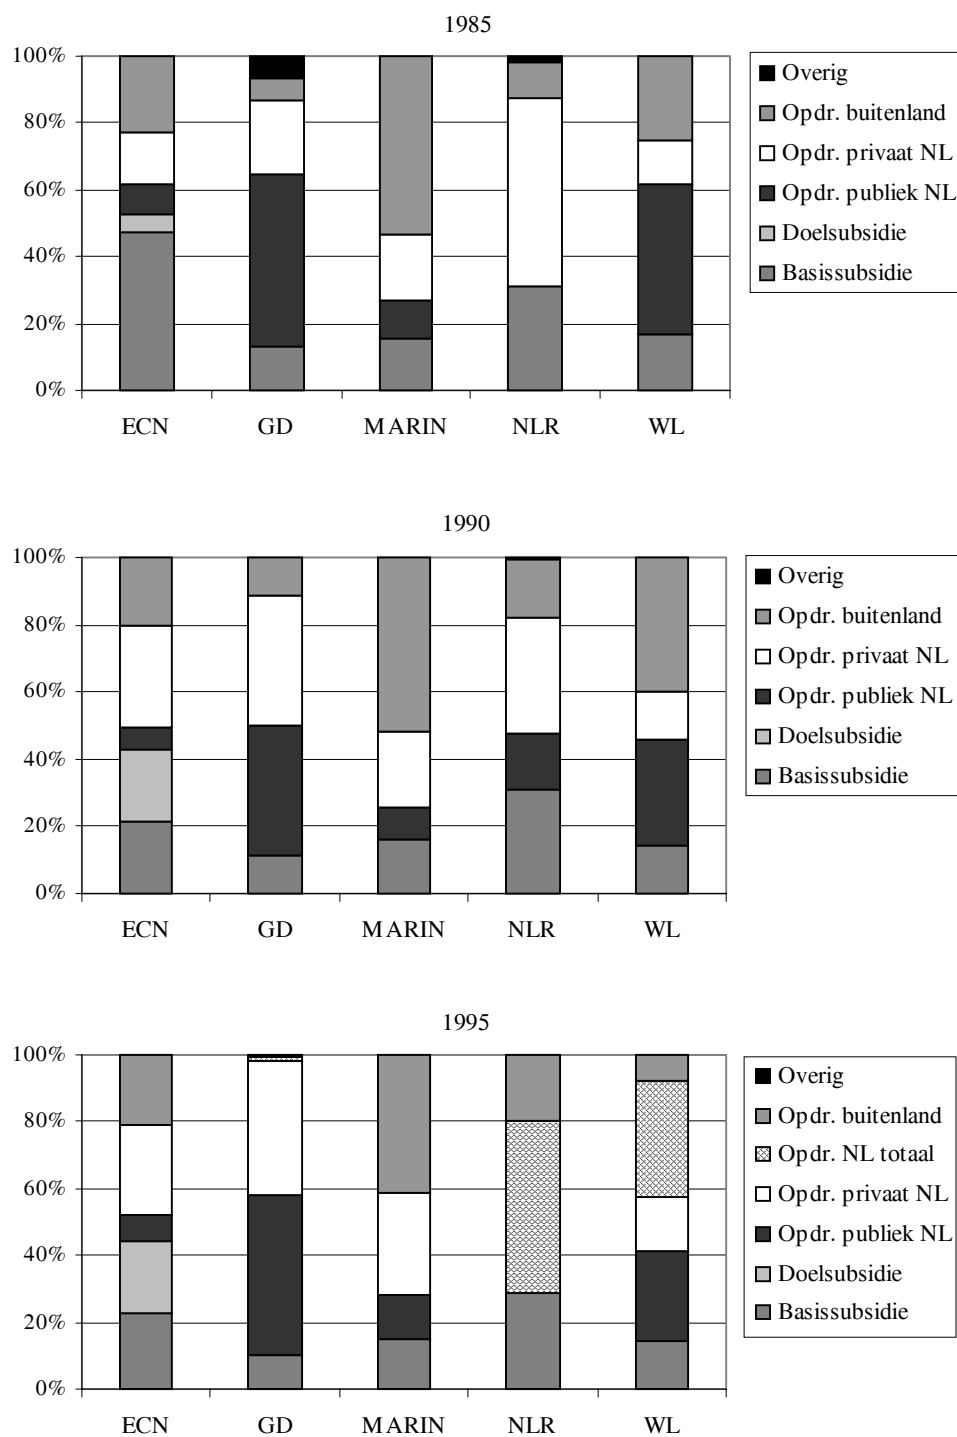 1985
100%
80%
60%
40%
20%
0%
ECN GD MARIN NLR WL
Overig
Opdr. buitenland
Opdr. privaat NL
Opdr. publiek NL
Doelsubsidie
Basissubsidie
1990
100%
80%
60%
40%
20%
0%
ECN GD MARIN NLR WL
Overig
Opdr. buitenland
Opdr. privaat NL
Opdr. publiek NL
Doelsubsidie
Basissubsidie
1995
100%
80%
60%
40%
20%
0%
ECN GD MARIN NLR WL
Overig
Opdr. buitenland
Opdr. NL totaal
Opdr. privaat NL
Opdr. publiek NL
Doelsubsidie
Basissubsidie